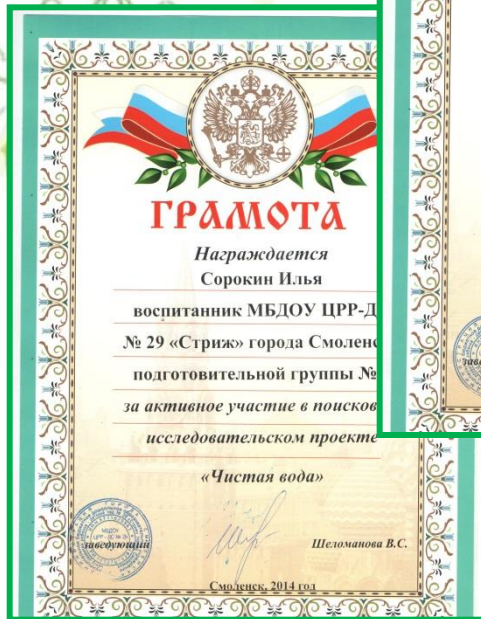 ГРАМОТА
Награждается
Сорокин Илья
воспитанник МБДОУ ЦРР-Д
№ 29 «Стриж» города Смоленс
подготовительной группы №
за активное участие в поисков
исследовательском проекте
«Чистая вода»
заведующий
Шеломанова В.С.
Смоленск, 2014 год